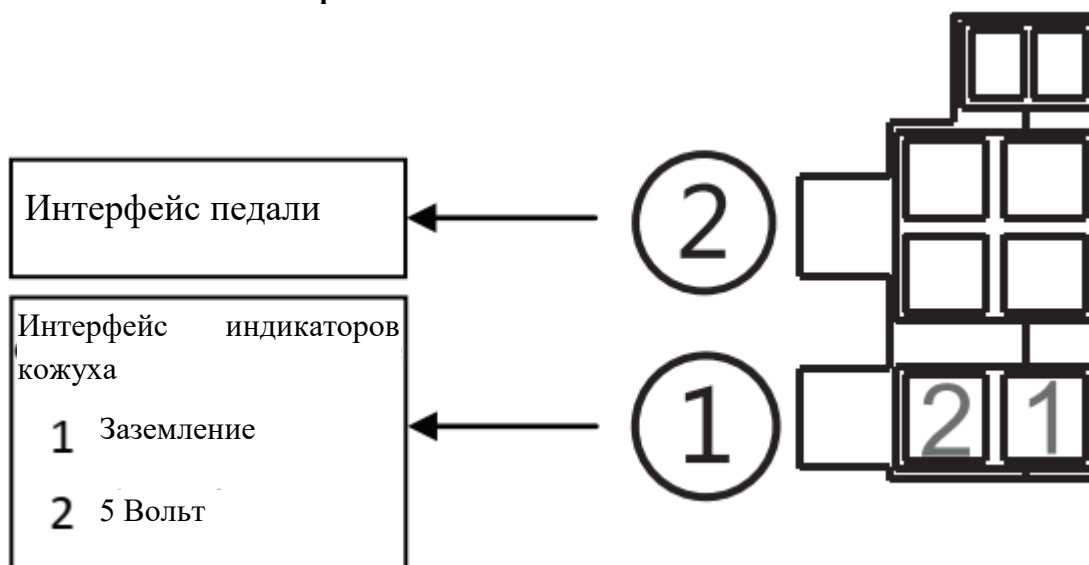 Интерфейс педали
2
Интерфейс индикаторов
кожуха
1 Заземление
2 5 Вольт
1
2 1